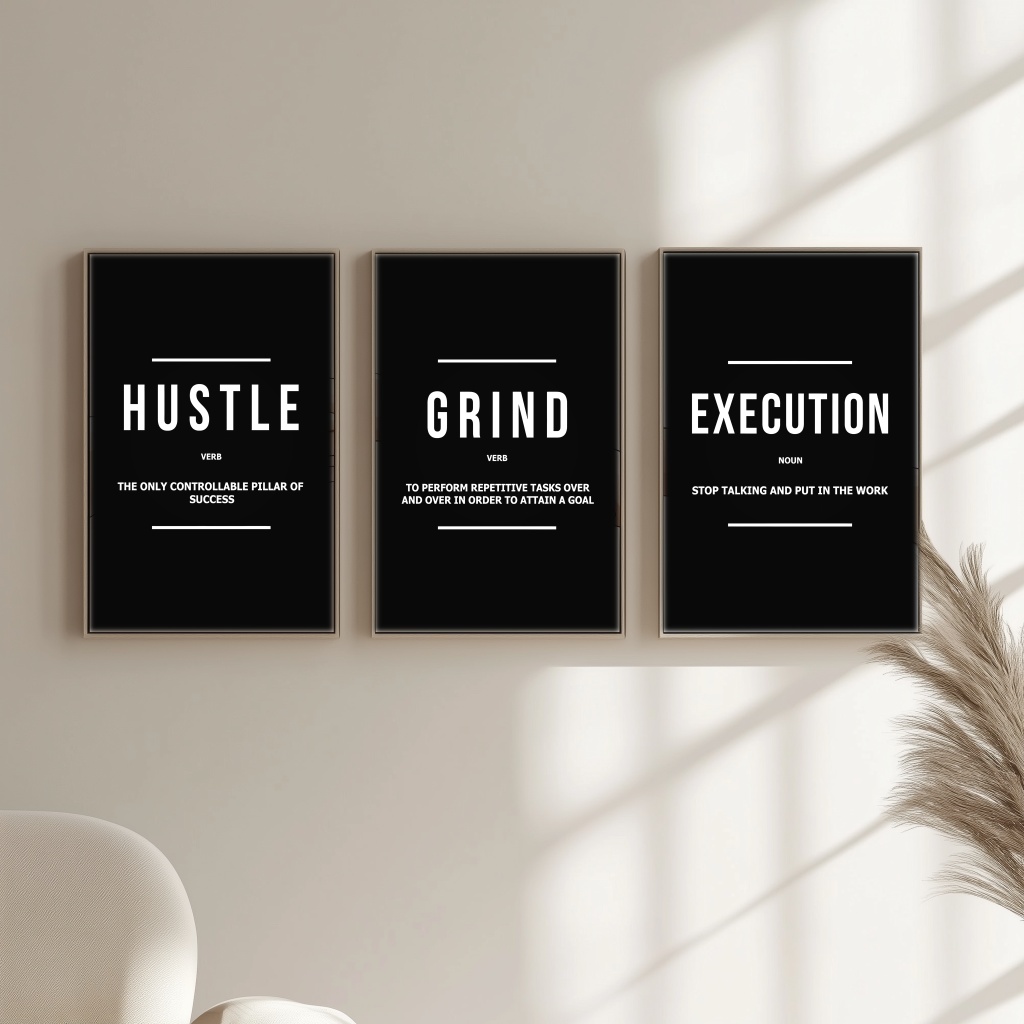 HUSTLE
VERB
THE ONLY CONTROLLABLE PILLAR OF
SUCCESS
GRIND
VERB
TO PERFORM REPETITIVE TASKS OVER
AND OVER IN ORDER TO ATTAIN A GOAL
EXECUTION
NOUN
STOP TALKING AND PUT IN THE WORK